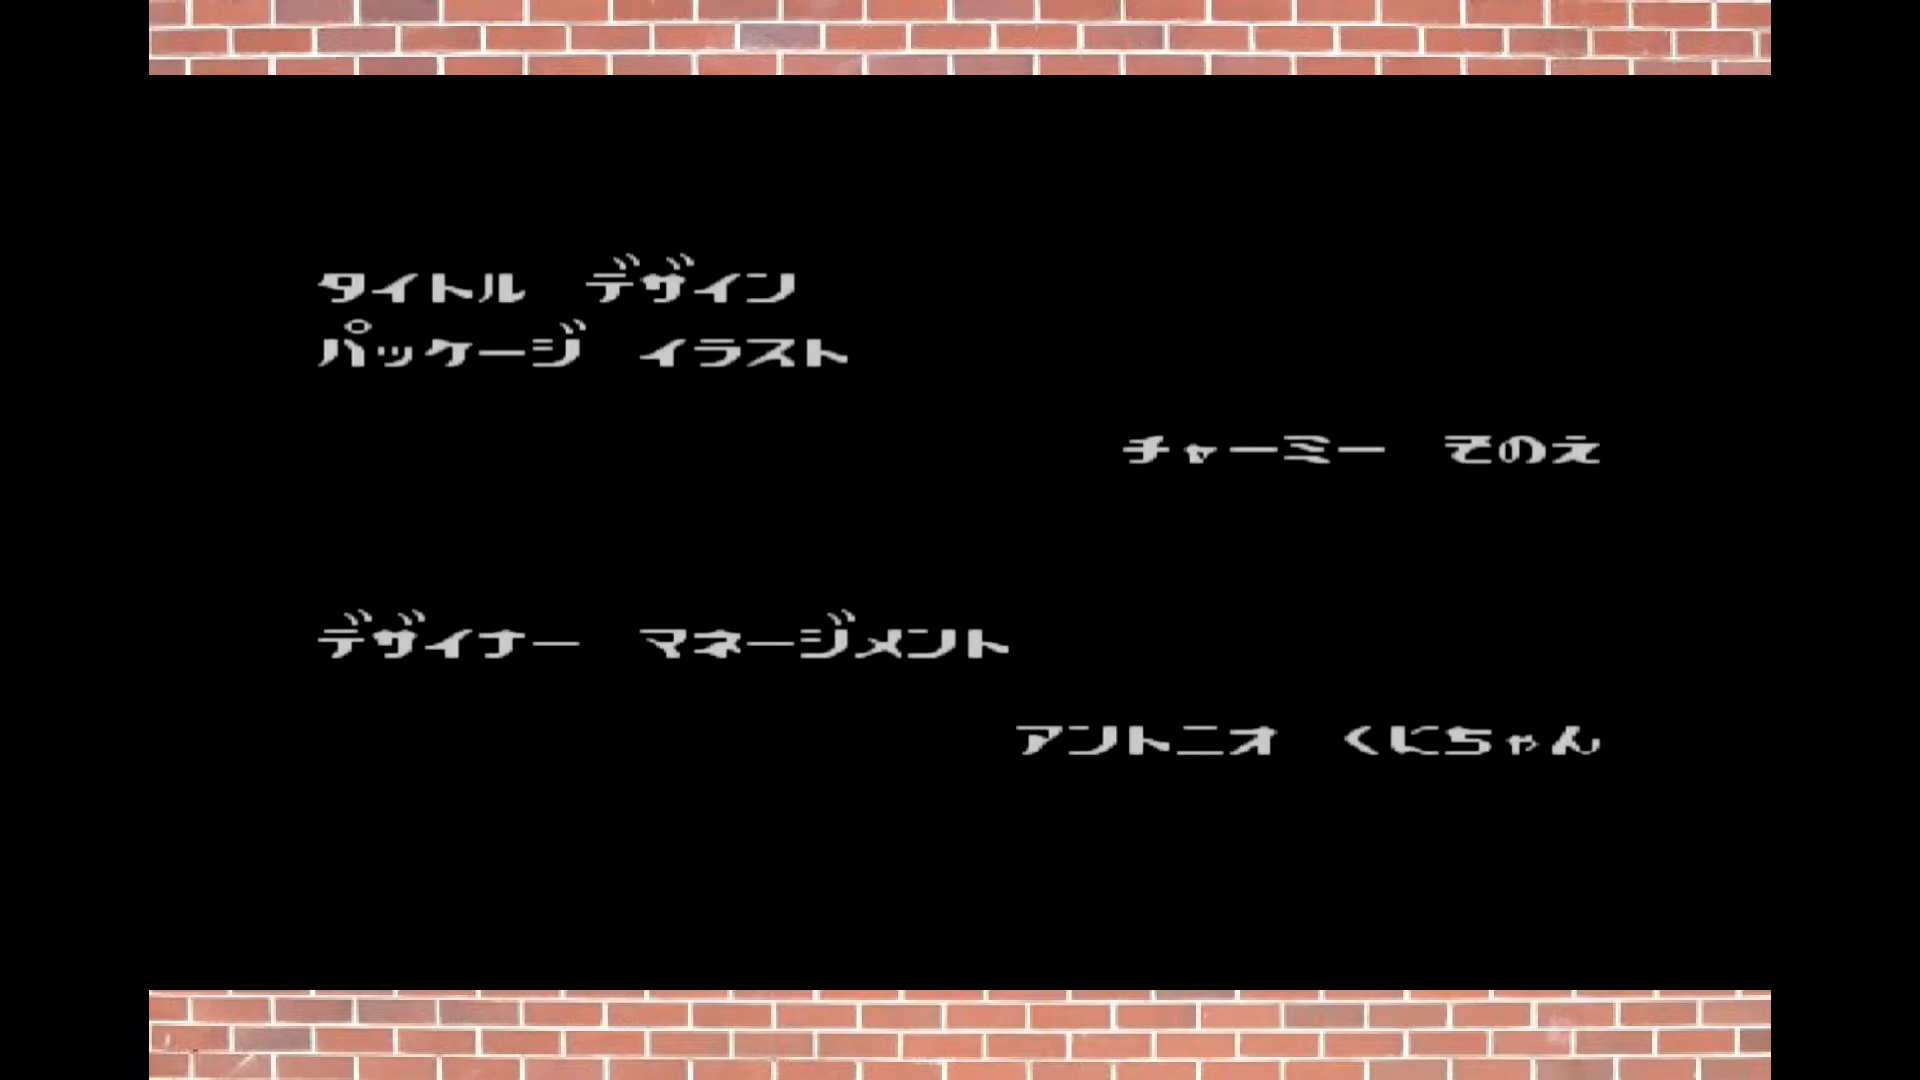 タイトル　デザイン
パッケージ　イラスト
チャーミー　そのえ
デザイナー　マネージメント
アントニオ　くにちゃん